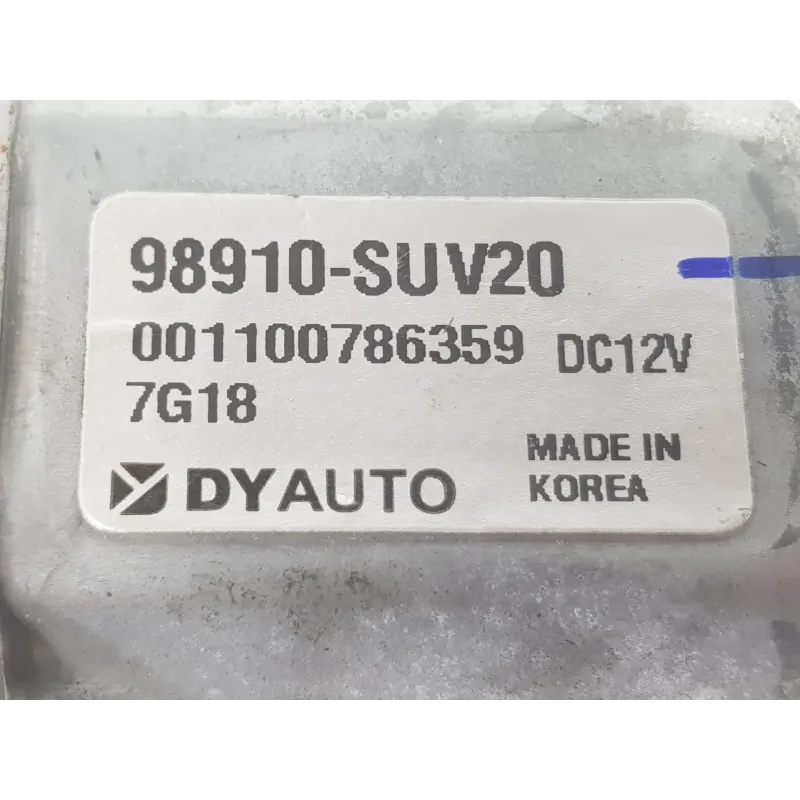 98910-SUV20
001100786359 DC12V
7G18
MADE IN
KOREA
DYAUTO